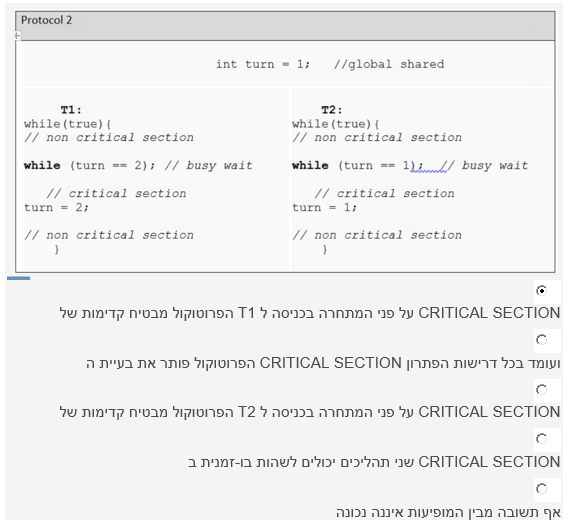 Protocol 2
int turn = 1; //global shared
T1:
while(true){
// non critical section
while (turn == 2); // busy wait
// critical section
turn = 2;
// non critical section
}
T2:
while(true){
// non critical section
while (turn == 1); // busy wait
// critical section
turn = 1;
// non critical section
}
CRITICAL SECTION על פני המתחרה בכניסה ל T1 הפרוטוקול מבטיח קדימות של
ועומד בכל דרישות הפתרון CRITICAL SECTION הפרוטוקול פותר את בעיית ה
CRITICAL SECTION על פני המתחרה בכניסה ל T2 הפרוטוקול מבטיח קדימות של
CRITICAL SECTION שני תהליכים יכולים לשהות בו-זמנית ב
אף תשובה מבין המופיעות איננה נכונה